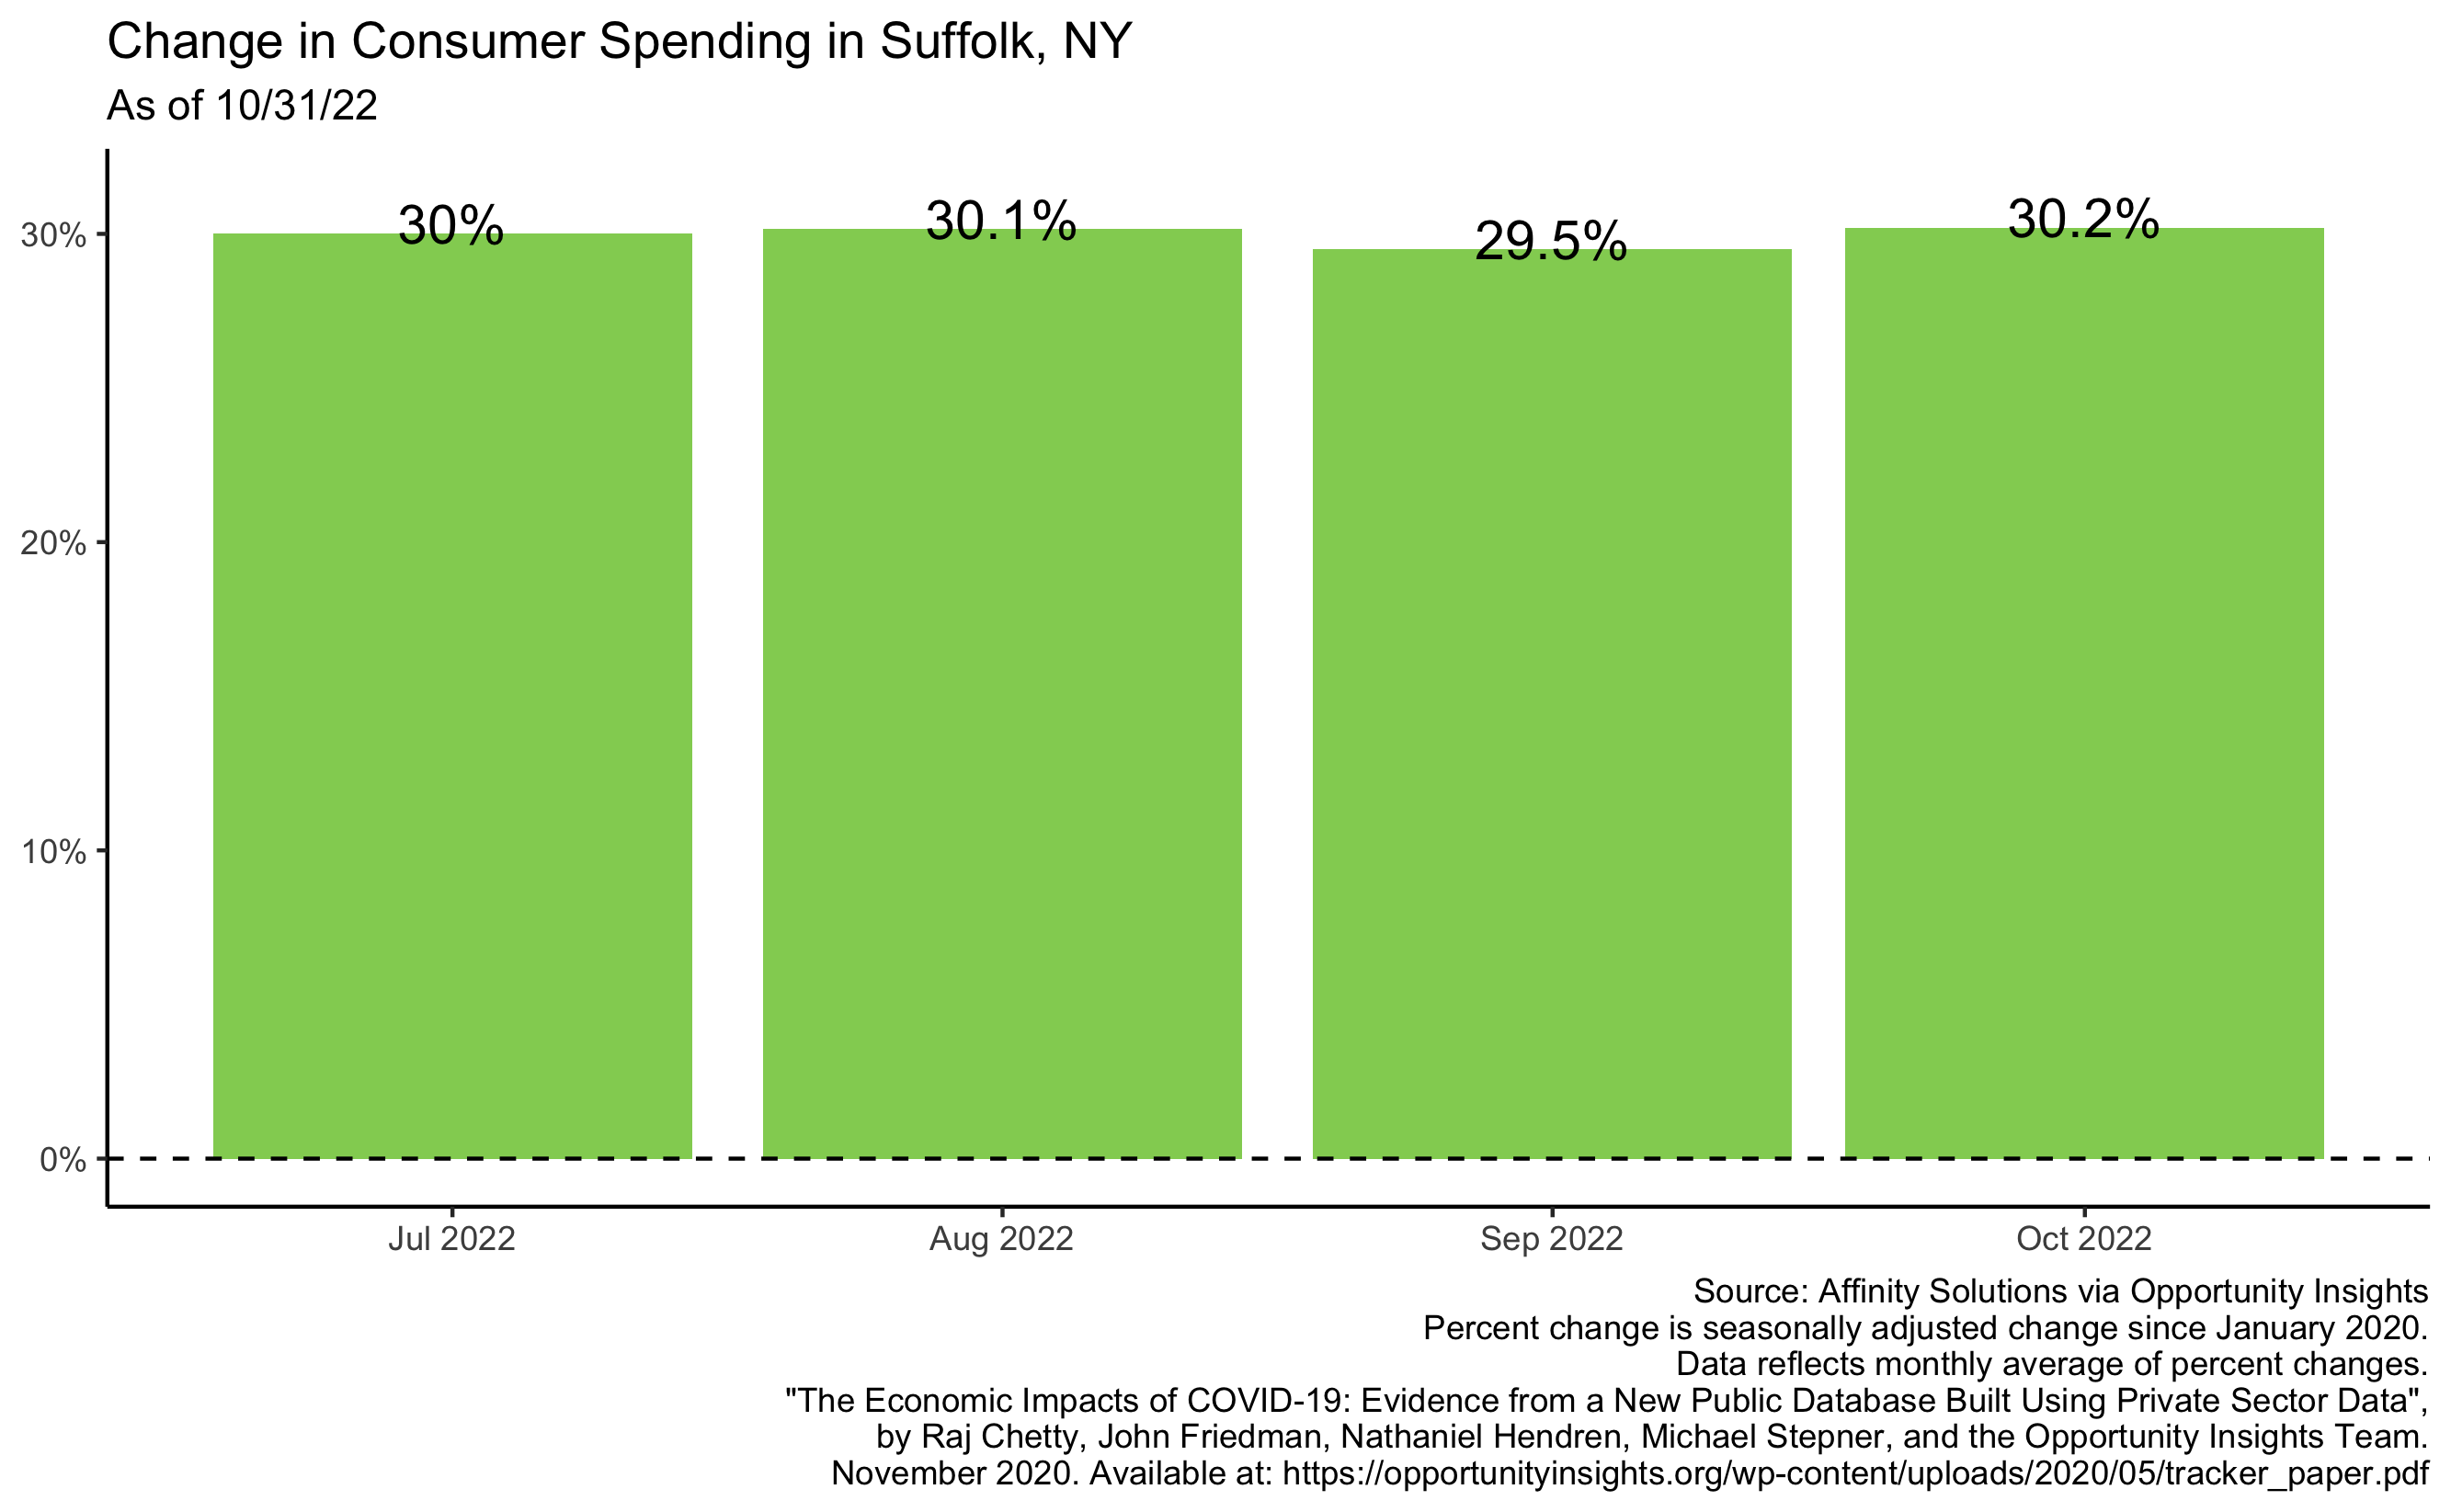 Change in Consumer Spending in Suffolk, NY
As of 10/31/22
30%
20%
10%
0%
30%
30.1%
29.5%
30.2%
Jul 2022
Aug 2022
Sep 2022
Oct 2022
Source: Affinity Solutions via Opportunity Insights
Percent change is seasonally adjusted change since January 2020.
Data reflects monthly average of percent changes.
"The Economic Impacts of COVID-19: Evidence from a New Public Database Built Using Private Sector Data",
by Raj Chetty, John Friedman, Nathaniel Hendren, Michael Stepner, and the Opportunity Insights Team.
November 2020. Available at: https://opportunityinsights.org/wp-content/uploads/2020/05/tracker_paper.pdf